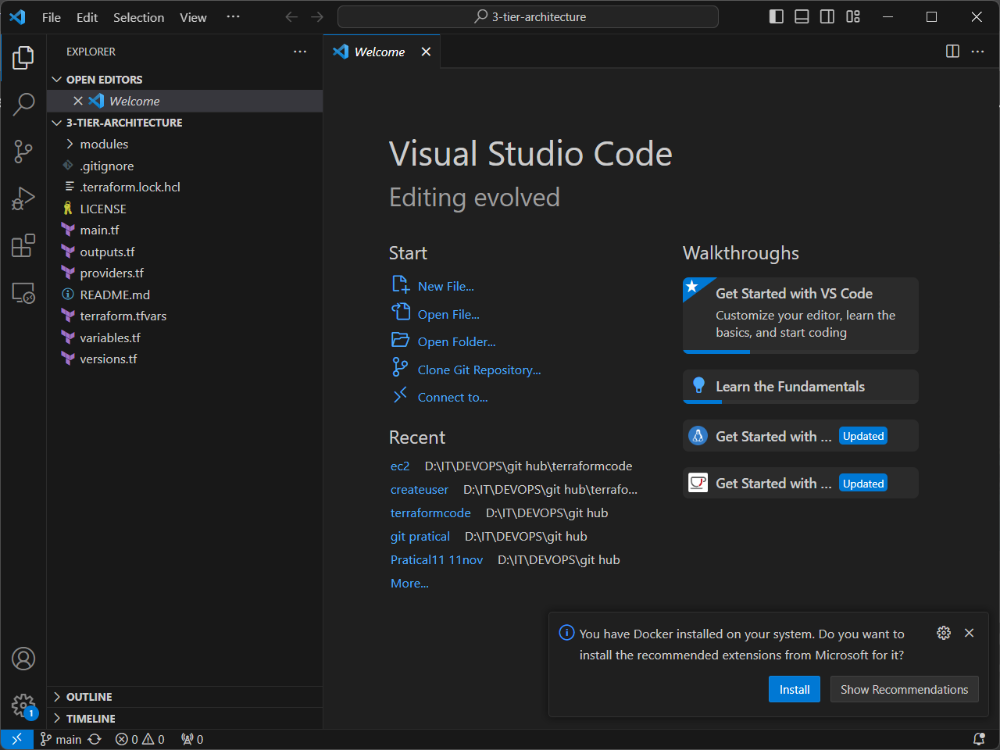 File Edit Selection View ···
3-tier-architecture
EXPLORER ···
OPEN EDITORS
Welcome
3-TIER-ARCHITECTURE
modules
.gitignore
.terraform.lock.hcl
LICENSE
main.tf
outputs.tf
providers.tf
README.md
terraform.tfvars
variables.tf
versions.tf
OUTLINE
TIMELINE
Welcome
Visual Studio Code
Editing evolved
Start
New File...
Open File...
Open Folder...
Clone Git Repository...
Connect to...
Recent
ec2 D:\IT\DEVOPS\git hub\terraformcode
createuser D:\IT\DEVOPS\git hub\terrafo...
terraformcode D:\IT\DEVOPS\git hub
git pratical D:\IT\DEVOPS\git hub
Pratical11 11nov D:\IT\DEVOPS\git hub
More...
Walkthroughs
Get Started with VS Code
Customize your editor, learn the
basics, and start coding
Learn the Fundamentals
Get Started with ... Updated
Get Started with ... Updated
You have Docker installed on your system. Do you want to
install the recommended extensions from Microsoft for it?
Install Show Recommendations
1
main 0 0 0